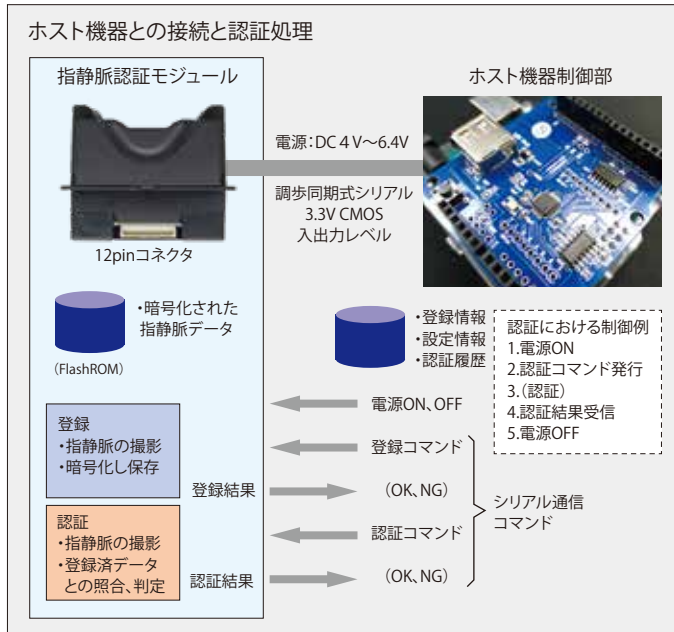 ホスト機器との接続と認証処理
指静脈認証モジュール
ホスト機器制御部
電源:DC 4 V～6.4V
調歩同期式シリアル
3.3V CMOS
入出力レベル
12pinコネクタ
・暗号化された
指静脈データ
(FlashROM)
・登録情報
・設定情報
・認証履歴
認証における制御例
1.電源ON
2.認証コマンド発行
3.(認証)
4.認証結果受信
5.電源OFF
電源ON、OFF
登録
・指静脈の撮影
・暗号化し保存
登録コマンド
登録結果
(OK、NG)
シリアル通信
コマンド
認証
・指静脈の撮影
・登録済データ
との照合、判定
認証コマンド
認証結果
(OK、NG)